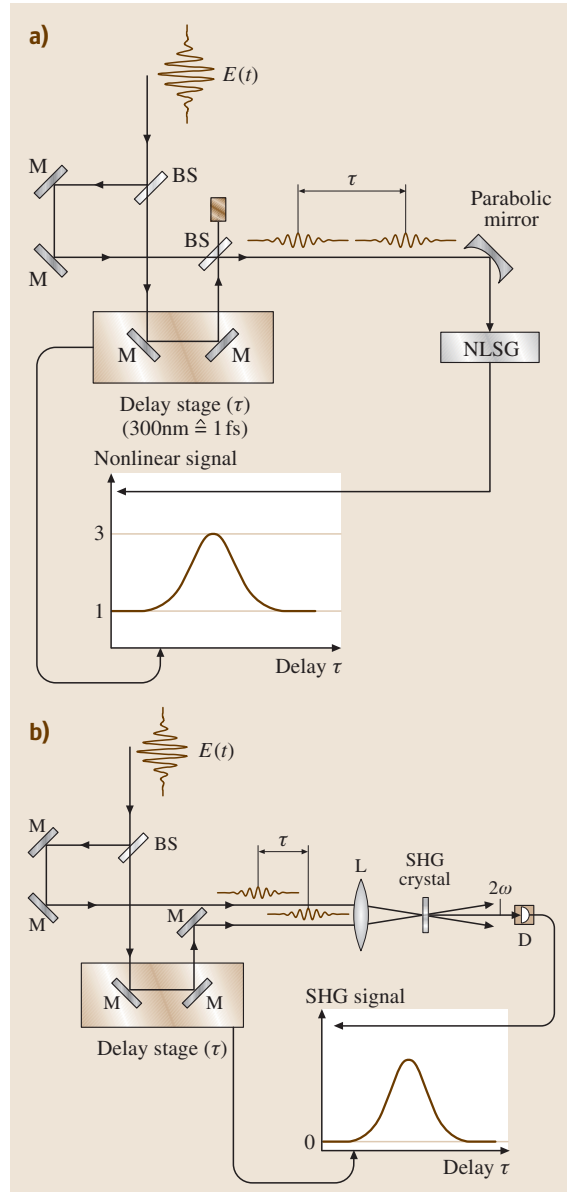 a)
E(t)
M
BS
τ
Parabolic
mirror
BS
M
M
M
NLSG
Delay stage (τ)
(300nm ≙ 1 fs)
Nonlinear signal
3
1
Delay τ
b)
E(t)
M
BS
τ
L
SHG
crystal
2ω
M
M
D
M
M
SHG signal
Delay stage (τ)
0
Delay τ